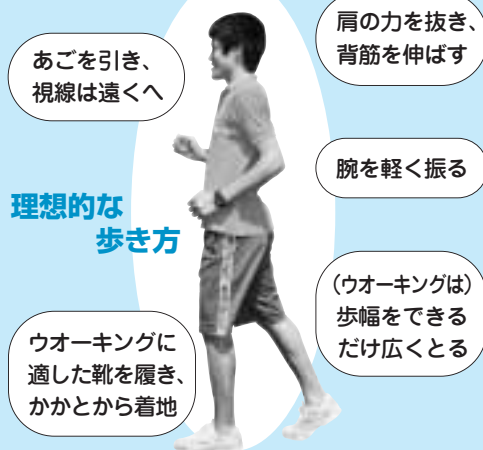 あごを引き、
視線は遠くへ
肩の力を抜き、
背筋を伸ばす
腕を軽く振る
理想的な
歩き方
(ウオーキングは)
歩幅をできる
だけ広くとる
ウオーキングに
適した靴を履き、
かかとから着地